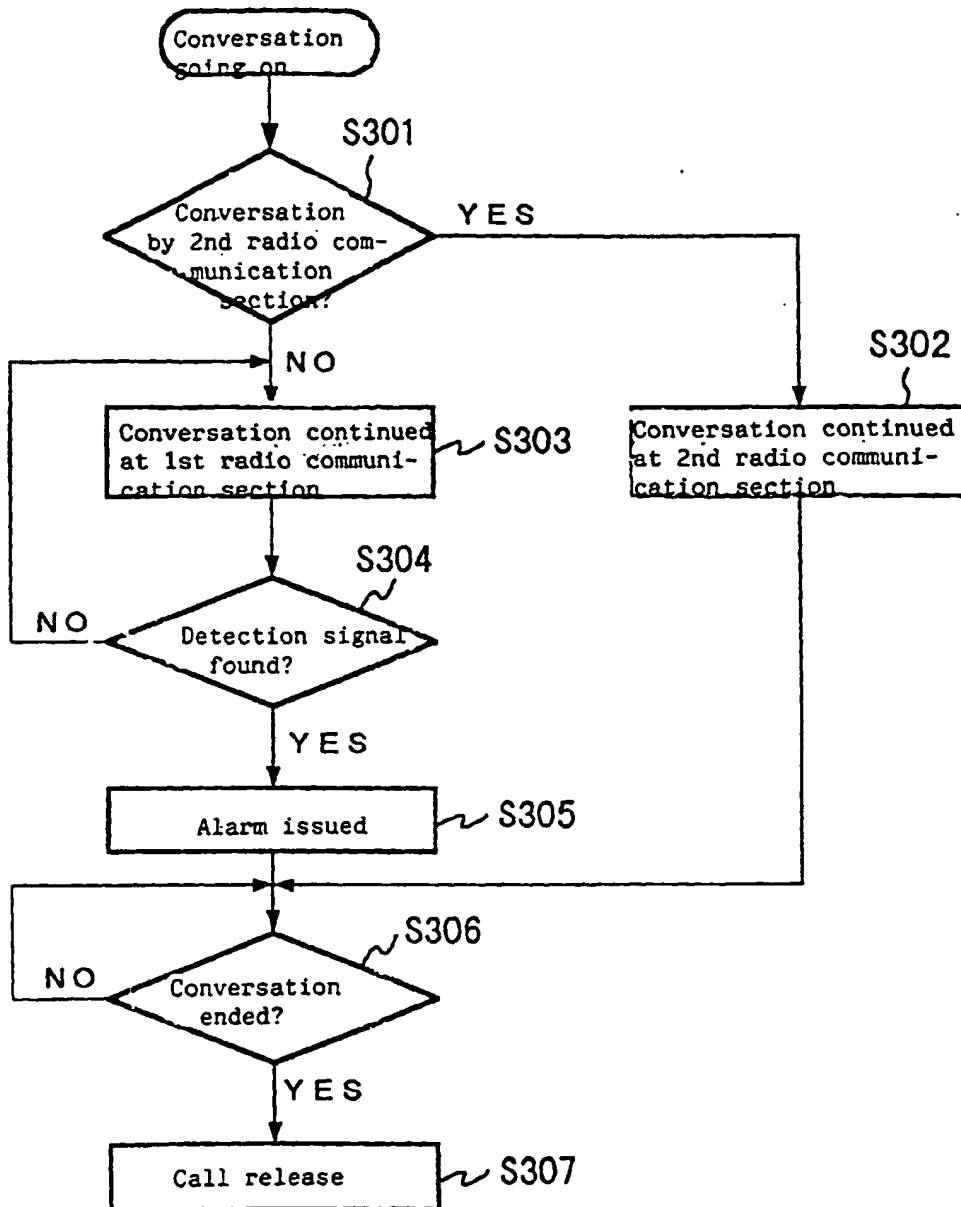 Conversation
going on
S301
Conversation
by 2nd radio com-
munication
section?
YES
NO
S302
Conversation continued
at 1st radio communi-
cation section
S303
Conversation continued
at 2nd radio communi-
cation section
S304
NO
Detection signal
found?
YES
Alarm issued
S305
S306
NO
Conversation
ended?
YES
Call release
S307